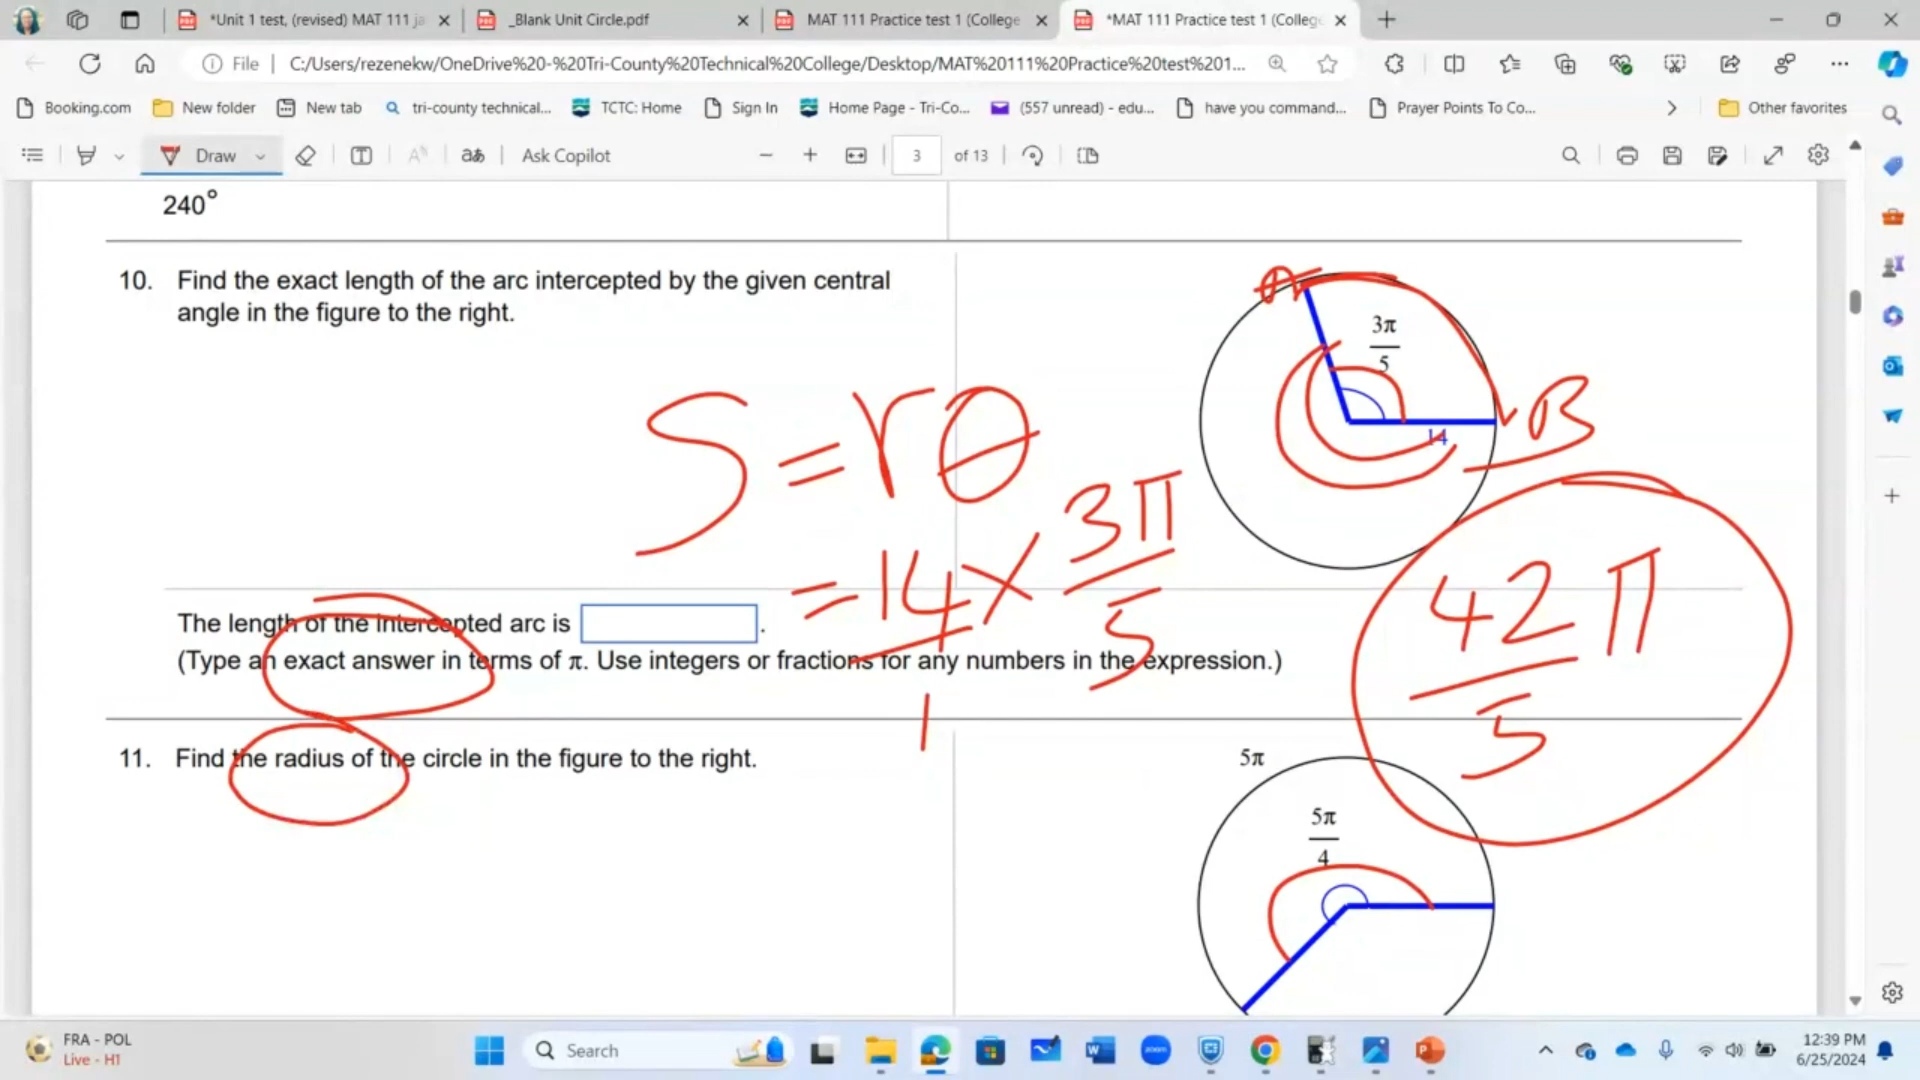 *Unit 1 test, (revised) MAT 111 ja
_Blank Unit Circle.pdf
MAT 111 Practice test 1 (College
*MAT 111 Practice test 1 (Colleg
File
C:/Users/rezenekw/OneDrive%20-%20Tri-County%20Technical%20College/Desktop/MAT%20111%20Practice%20test%201...
Booking.com
New folder
New tab
tri-county technical...
TCTC: Home
Sign In
Home Page - Tri-Co...
(557 unread) - edu...
have you command...
Prayer Points To Co...
Other favorites
Draw
Ask Copilot
3
of 13
240°
10. Find the exact length of the arc intercepted by the given central
angle in the figure to the right.
3π
5
14
B
S = rθ
= 14 × 3π
5
1
42 π
5
The length of the intercepted arc is
.
(Type an exact answer in terms of π. Use integers or fractions for any numbers in the expression.)
11. Find the radius of the circle in the figure to the right.
5π
5π
4
FRA - POL
Live - H1
Search
12:39 PM
6/25/2024